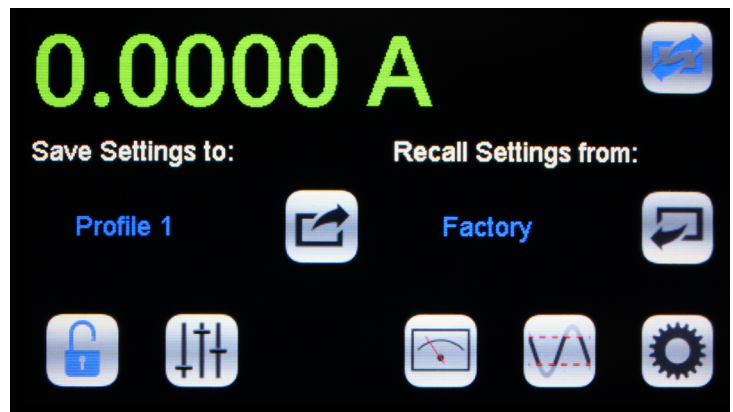 0.0000 A
Save Settings to:
Recall Settings from:
Profile 1
Factory